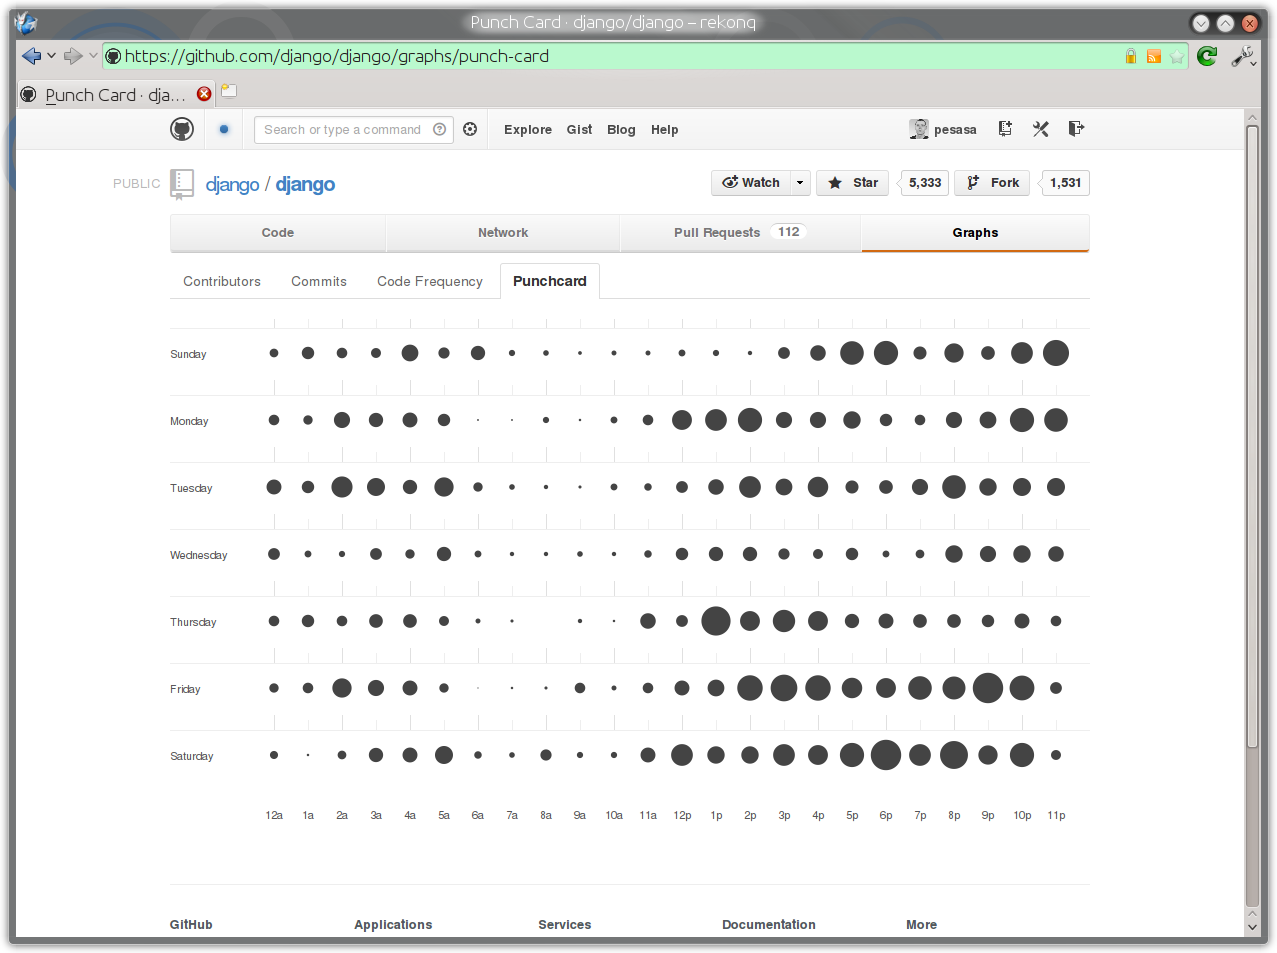 Punch Card · django/django – rekonq
https://github.com/django/django/graphs/punch-card
Punch Card · dja...
Search or type a command
Explore Gist Blog Help
pesasa
PUBLIC django / django
Watch Star 5,333 Fork 1,531
Code Network Pull Requests 112 Graphs
Contributors Commits Code Frequency Punchcard
Sunday
Monday
Tuesday
Wednesday
Thursday
Friday
Saturday
12a 1a 2a 3a 4a 5a 6a 7a 8a 9a 10a 11a 12p 1p 2p 3p 4p 5p 6p 7p 8p 9p 10p 11p
GitHub Applications Services Documentation More